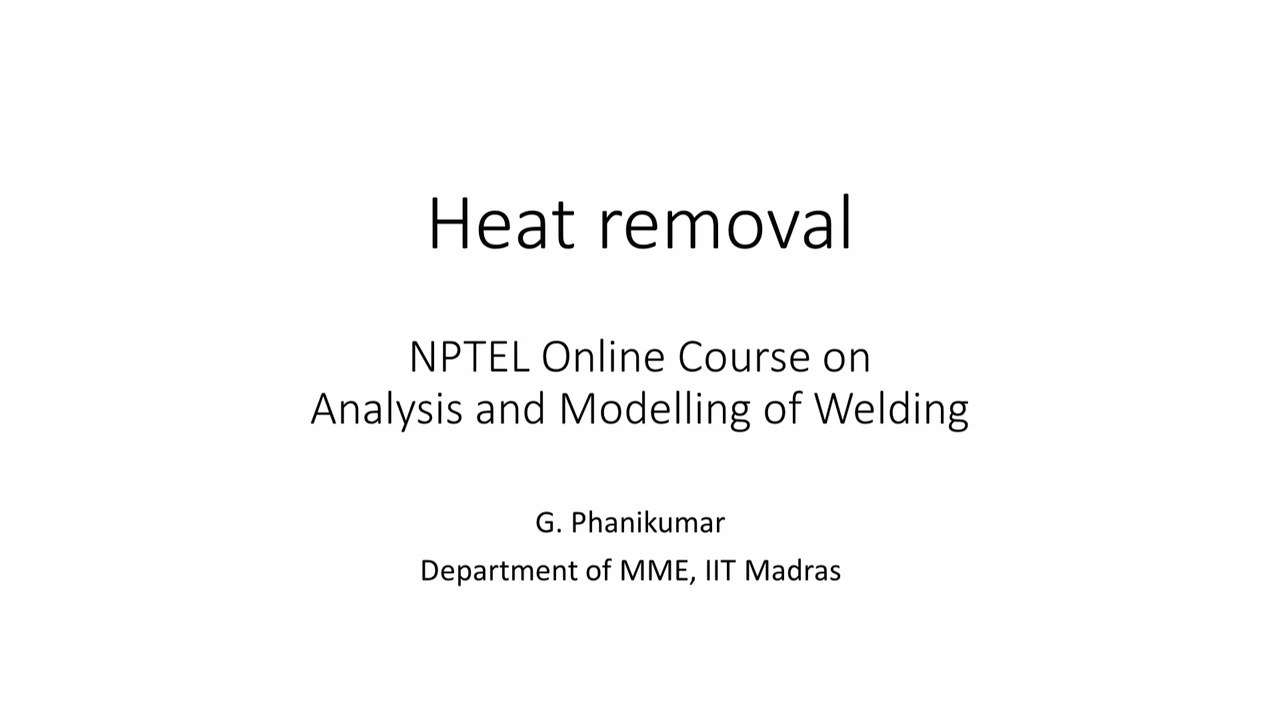 Heat removal
NPTEL Online Course on
Analysis and Modelling of Welding
G. Phanikumar
Department of MME, IIT Madras